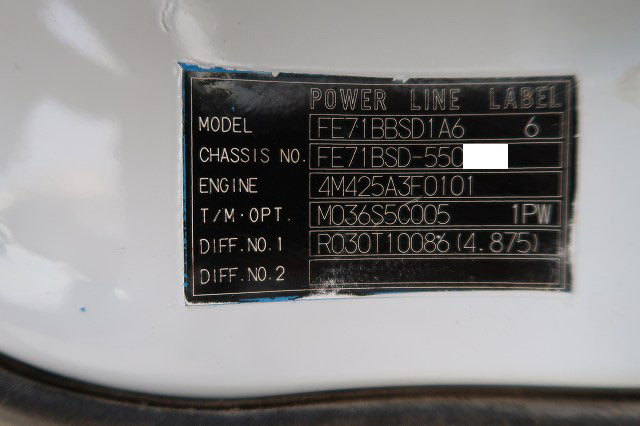 POWER LINE LABEL
MODEL FE71BBSD1A6 6
CHASSIS NO. FE71BSD-550
ENGINE 4M425A3F0101
T/M·OPT. M036S5C005 1PW
DIFF.NO.1 R030T10086(4.875)
DIFF.NO.2